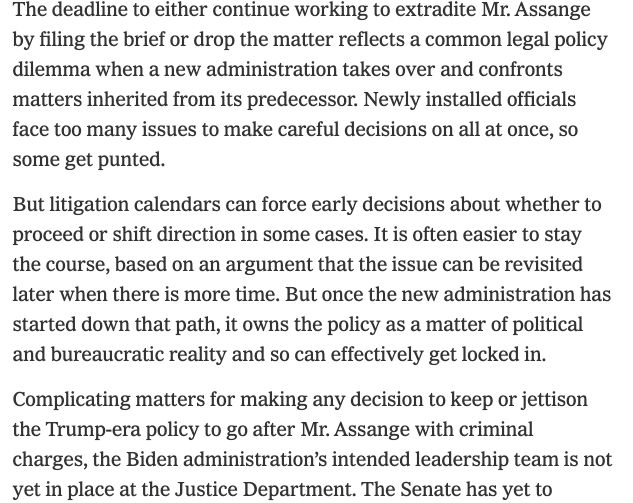 The deadline to either continue working to extradite Mr. Assange
by filing the brief or drop the matter reflects a common legal policy
dilemma when a new administration takes over and confronts
matters inherited from its predecessor. Newly installed officials
face too many issues to make careful decisions on all at once, so
some get punted.
But litigation calendars can force early decisions about whether to
proceed or shift direction in some cases. It is often easier to stay
the course, based on an argument that the issue can be revisited
later when there is more time. But once the new administration has
started down that path, it owns the policy as a matter of political
and bureaucratic reality and so can effectively get locked in.
Complicating matters for making any decision to keep or jettison
the Trump-era policy to go after Mr. Assange with criminal
charges, the Biden administration’s intended leadership team is not
yet in place at the Justice Department. The Senate has yet to